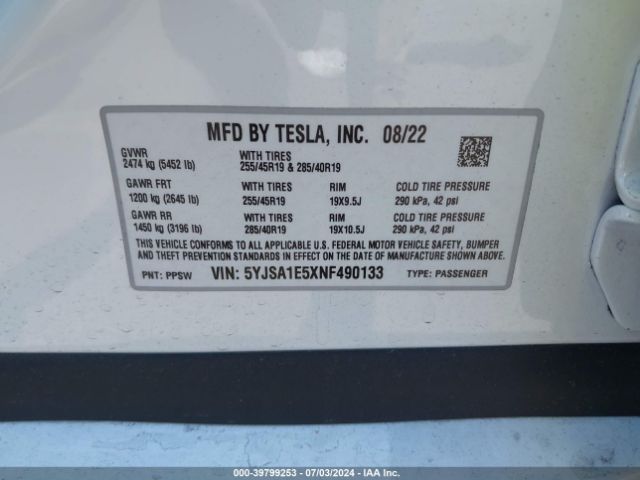 MFD BY TESLA, INC. 08/22
GVWR
2474 kg (5452 lb)
WITH TIRES
255/45R19 & 285/40R19
GAWR FRT WITH TIRES RIM COLD TIRE PRESSURE
1200 kg (2645 lb) 255/45R19 19X9.5J 290 kPa, 42 psi
GAWR RR WITH TIRES RIM COLD TIRE PRESSURE
1450 kg (3196 lb) 285/40R19 19X10.5J 290 kPa, 42 psi
THIS VEHICLE CONFORMS TO ALL APPLICABLE U.S. FEDERAL MOTOR VEHICLE SAFETY, BUMPER
AND THEFT PREVENTION STANDARDS IN EFFECT ON THE DATE OF MANUFACTURE SHOWN ABOVE.
PNT: PPSW VIN: 5YJSA1E5XNF490133 TYPE: PASSENGER
000-39799253 - 07/03/2024 - IAA Inc.